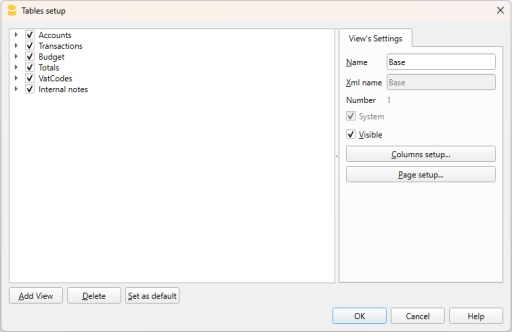 Tables setup
Accounts
Transactions
Budget
Totals
VatCodes
Internal notes
View's Settings
Name Base
Xml name Base
Number 1
System
Visible
Columns setup...
Page setup...
Add View Delete Set as default
OK Cancel Help